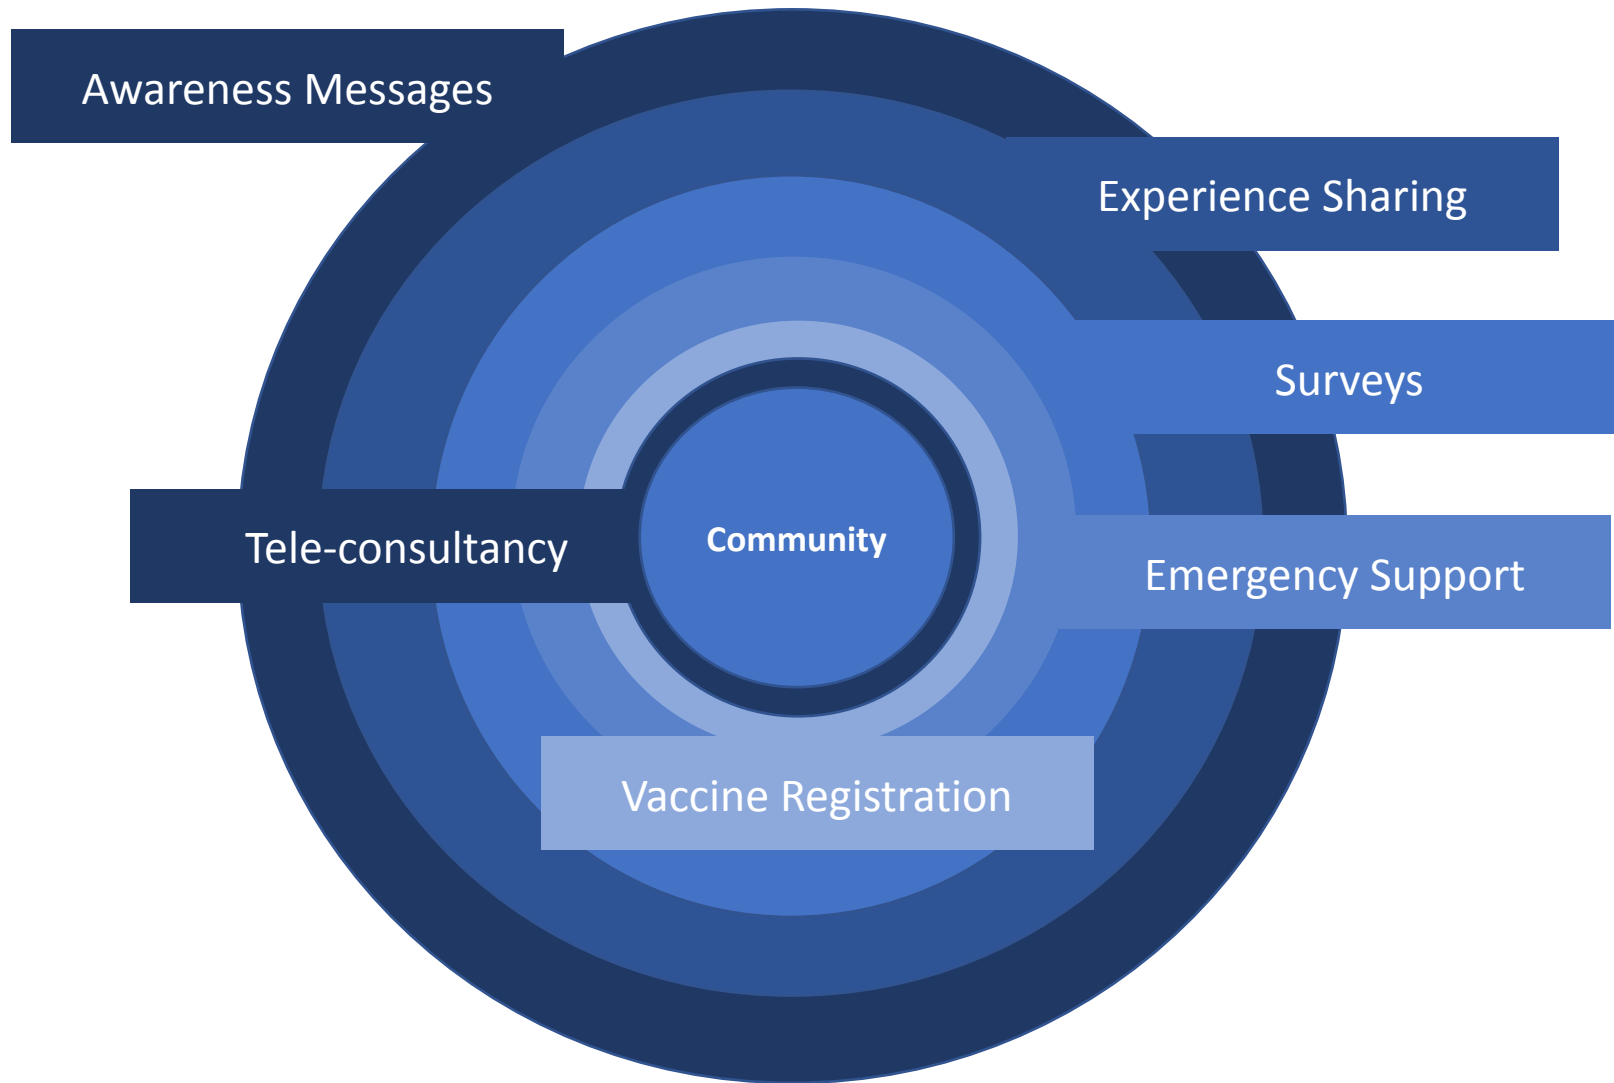 Awareness Messages
Experience Sharing
Surveys
Tele-consultancy
Community
Emergency Support
Vaccine Registration